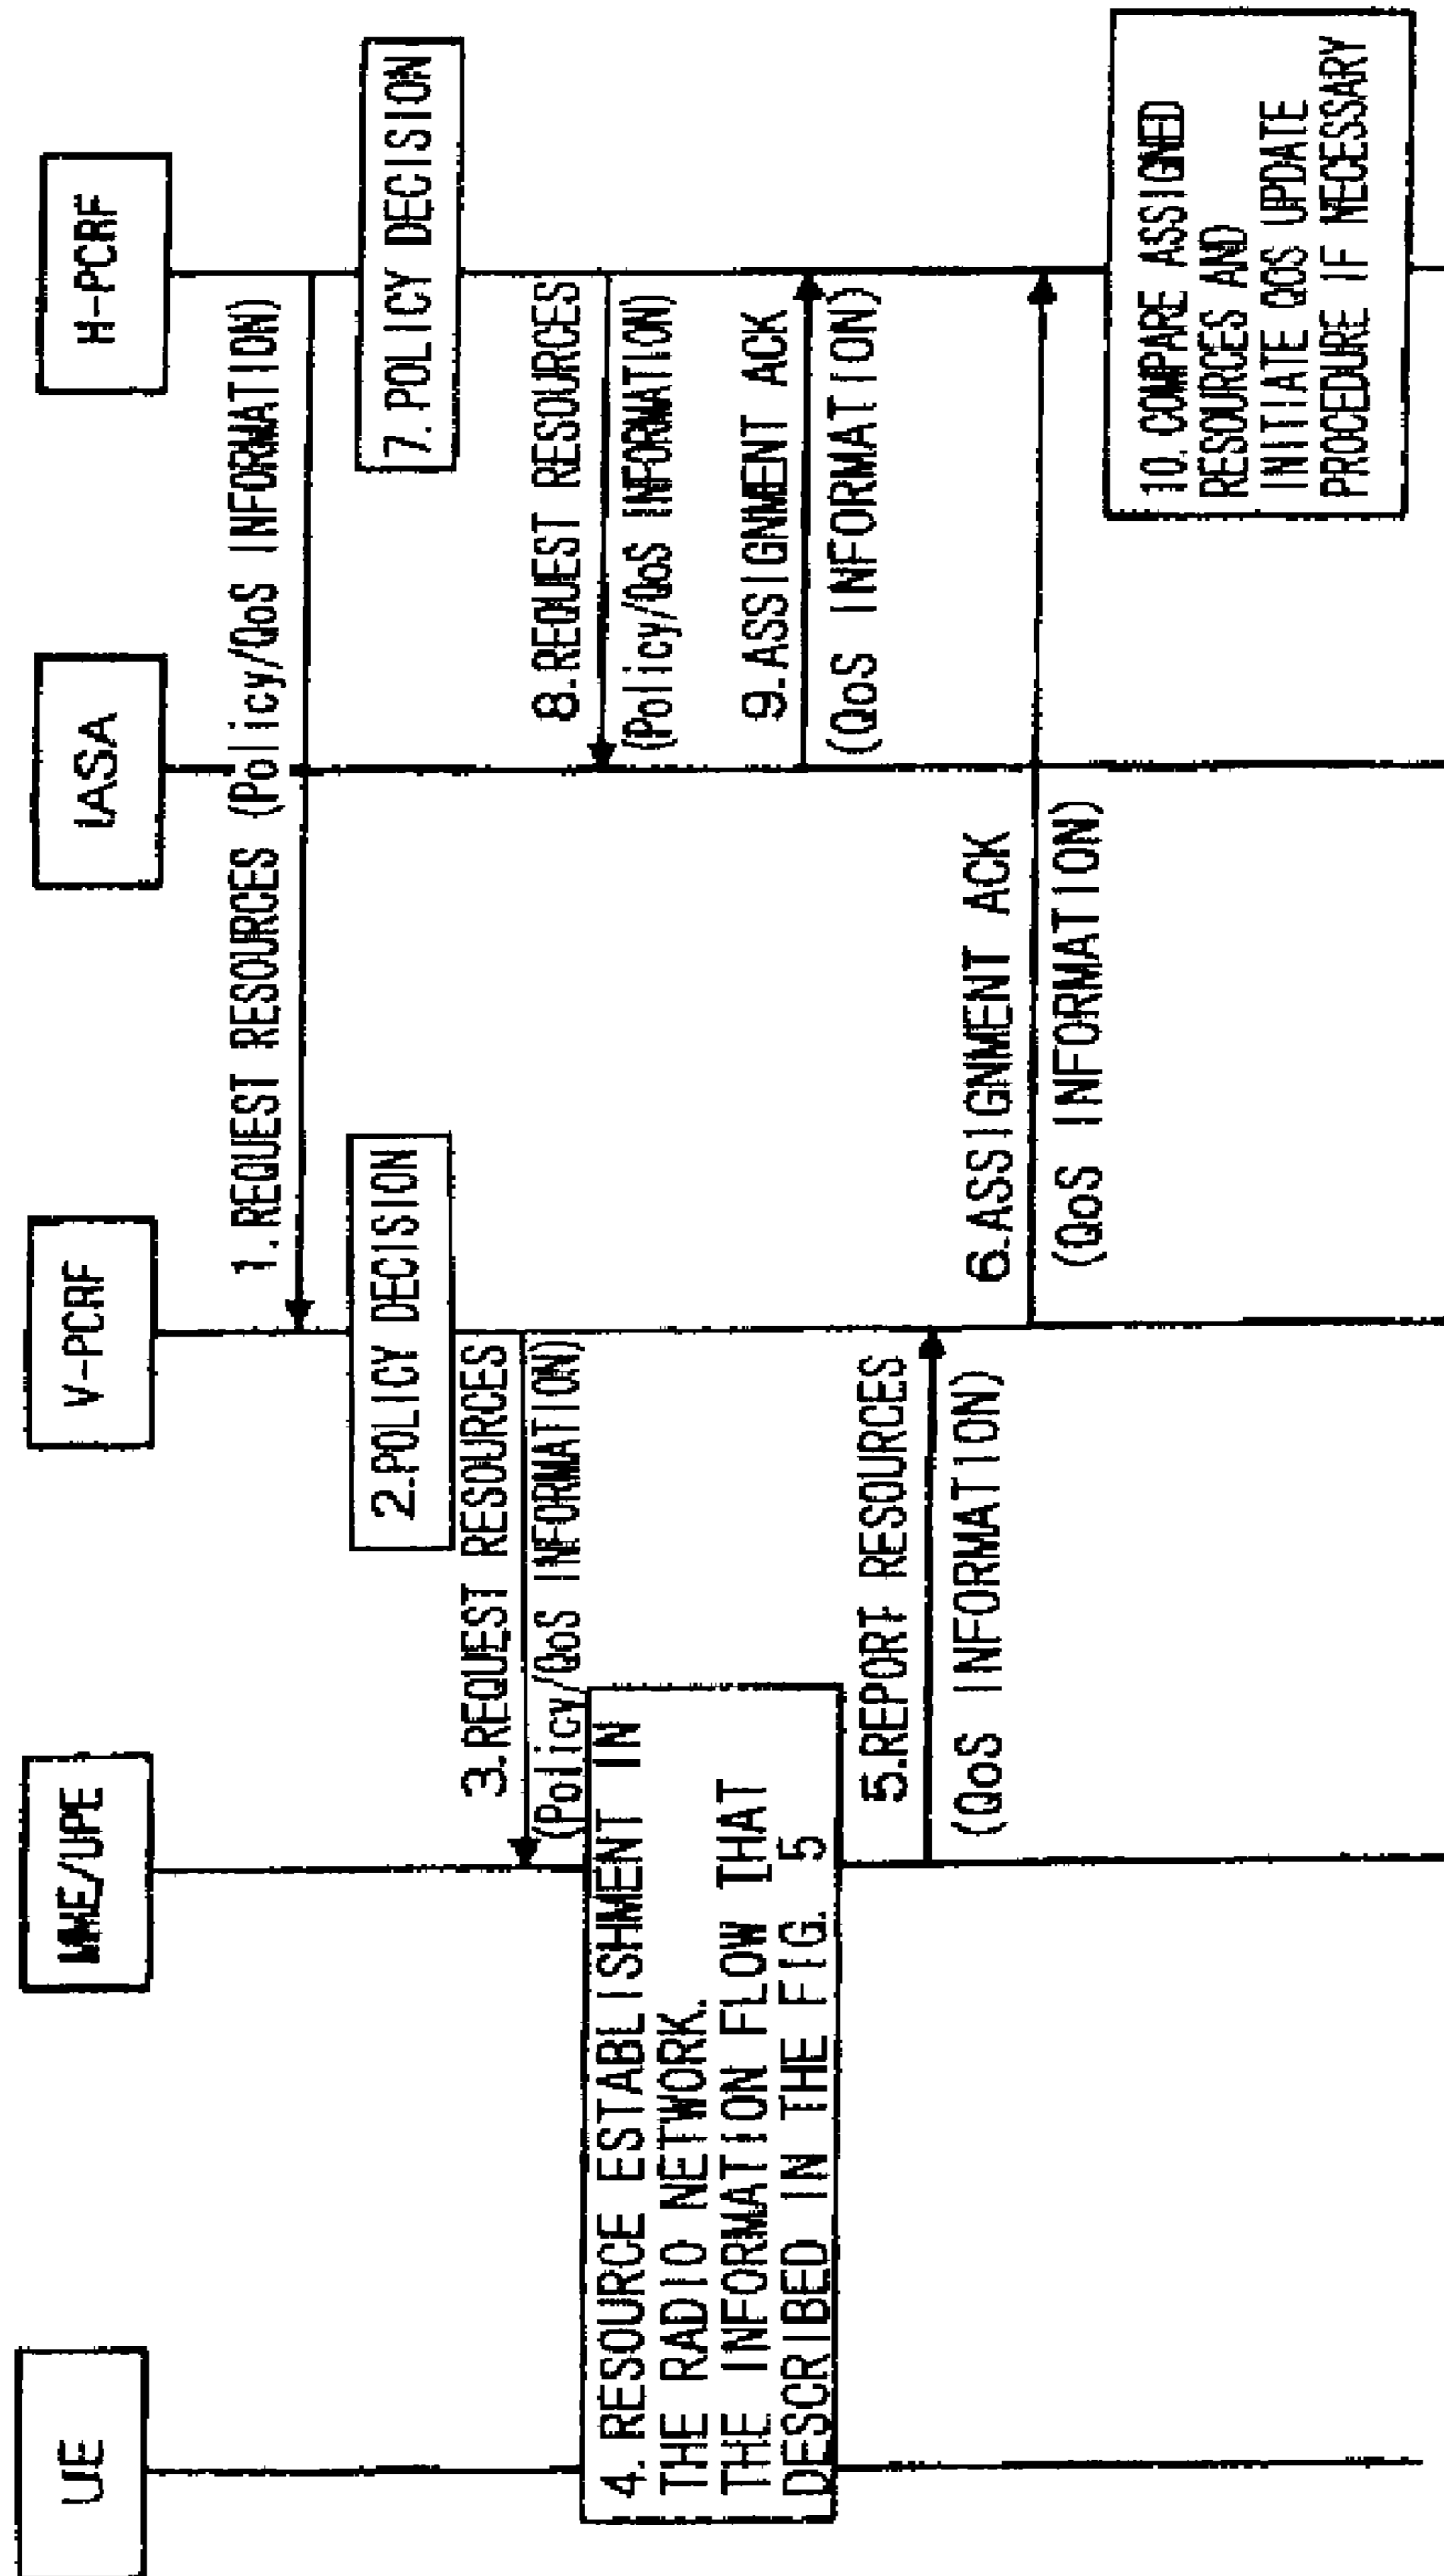 UE
MME/UPE
V-PCRF
IASA
H-PCRF
1.REQUEST RESOURCES (Policy/QoS INFORMATION)
2.POLICY DECISION
7.POLICY DECISION
3.REQUEST RESOURCES
(Policy/QoS INFORMATION)
8.REQUEST RESOURCES
(Policy/QoS INFORMATION)
4. RESOURCE ESTABLISHMENT IN
THE RADIO NETWORK.
THE INFORMATION FLOW THAT
DESCRIBED IN THE FIG. 5
9.ASSIGNMENT ACK
(QoS INFORMATION)
5.REPORT RESOURCES
(QoS INFORMATION)
6.ASSIGNMENT ACK
(QoS INFORMATION)
10. COMPARE ASSIGNED
RESOURCES AND
INITIATE QOS UPDATE
PROCEDURE IF NECESSARY